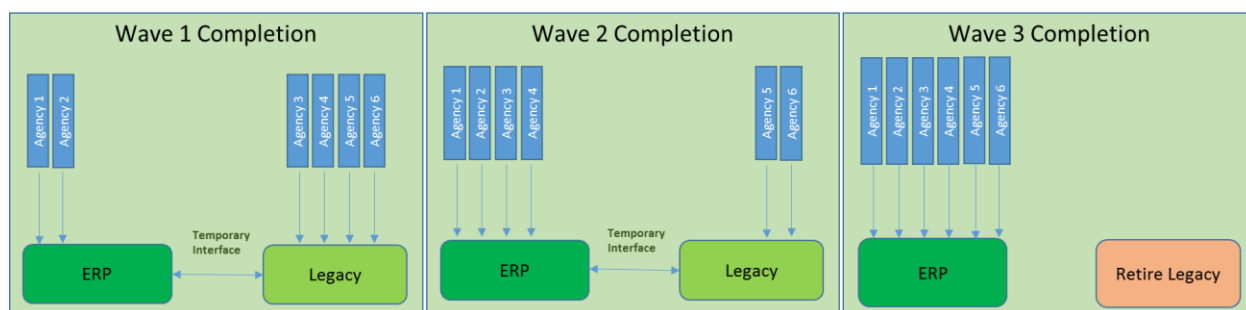 Wave 1 Completion
Agency 1
Agency 2
Agency 3
Agency 4
Agency 5
Agency 6
Temporary
Interface
ERP
Legacy
Wave 2 Completion
Agency 1
Agency 2
Agency 3
Agency 4
Agency 5
Agency 6
Temporary
Interface
ERP
Legacy
Wave 3 Completion
Agency 1
Agency 2
Agency 3
Agency 4
Agency 5
Agency 6
ERP
Retire Legacy